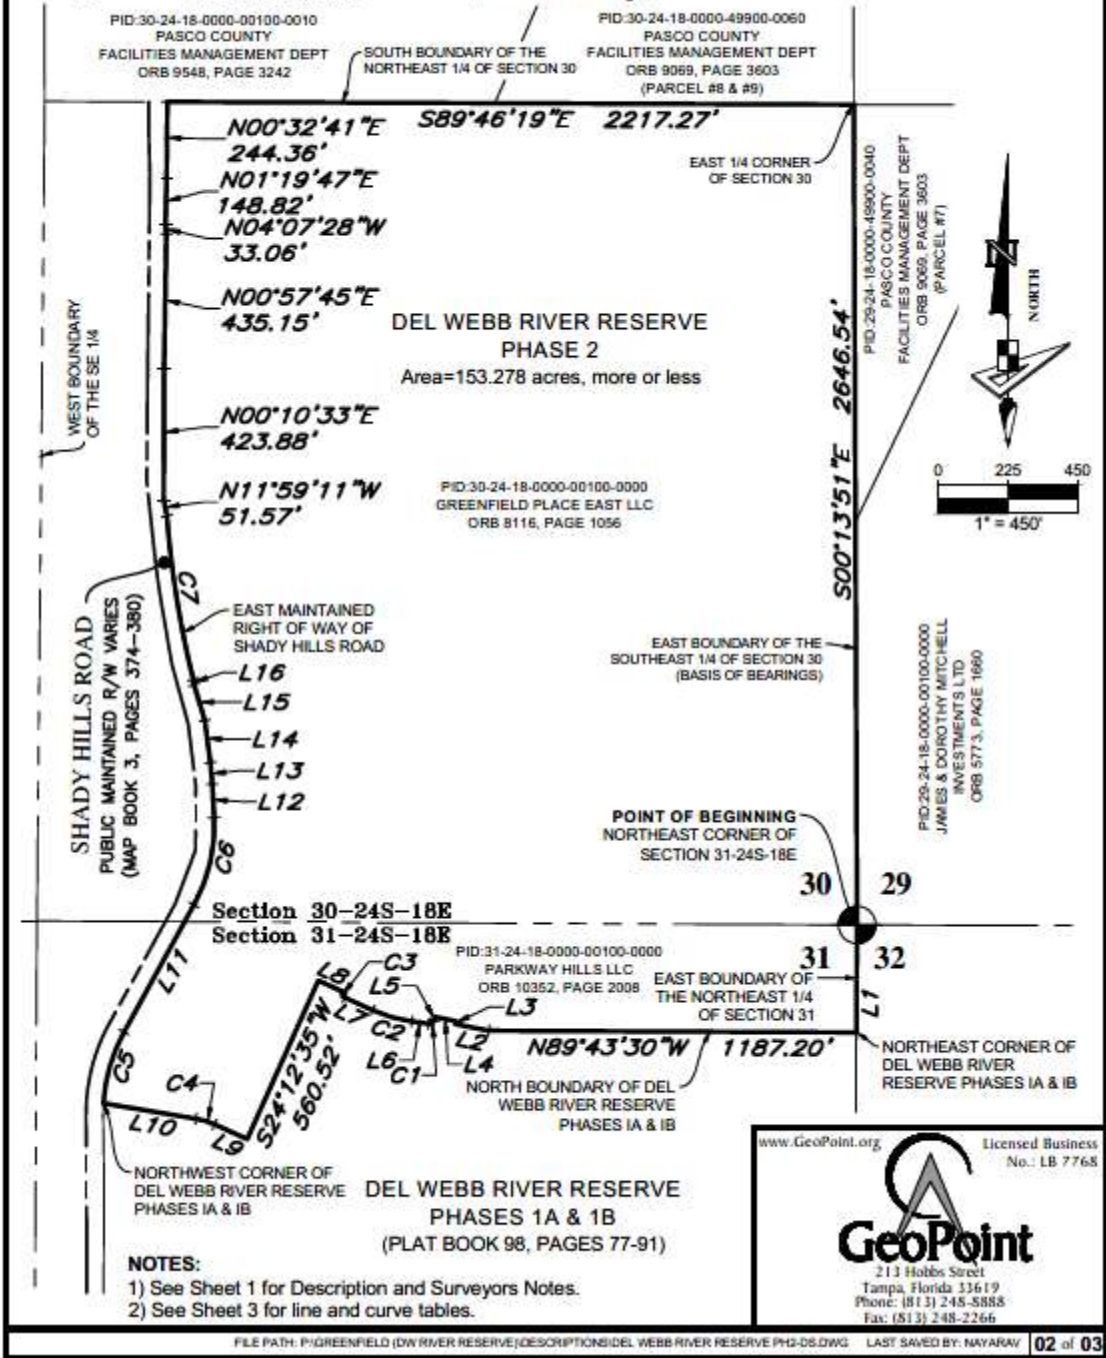 PID:30-24-18-0000-00100-0010
PASCO COUNTY
FACILITIES MANAGEMENT DEPT
ORB 9548, PAGE 3242
SOUTH BOUNDARY OF THE
NORTHEAST 1/4 OF SECTION 30
PID:30-24-18-0000-49900-0060
PASCO COUNTY
FACILITIES MANAGEMENT DEPT
ORB 9069, PAGE 3603
(PARCEL #8 & #9)
S89°46'19"E 2217.27'
N00°32'41"E
244.36'
N01°19'47"E
148.82'
N04°07'28"W
33.06'
N00°57'45"E
435.15'
N00°10'33"E
423.88'
N11°59'11"W
51.57'
EAST 1/4 CORNER
OF SECTION 30
PID:29-24-18-0000-49900-0040
PASCO COUNTY
FACILITIES MANAGEMENT DEPT
ORB 9069, PAGE 3603
(PARCEL #7)
N
NORTH
0 225 450
1" = 450'
WEST BOUNDARY
OF THE SE 1/4
DEL WEBB RIVER RESERVE
PHASE 2
Area=153.278 acres, more or less
S00°13'51"E 2646.54'
PID:30-24-18-0000-00100-0000
GREENFIELD PLACE EAST LLC
ORB 8116, PAGE 1056
C7
EAST MAINTAINED
RIGHT OF WAY OF
SHADY HILLS ROAD
SHADY HILLS ROAD
PUBLIC MAINTAINED R/W VARIES
(MAP BOOK 3, PAGES 374-380)
L16
L15
L14
L13
L12
C6
EAST BOUNDARY OF THE
SOUTHEAST 1/4 OF SECTION 30
(BASIS OF BEARINGS)
PID:29-24-18-0000-00100-0000
JAMES & DOROTHY MITCHELL
INVESTMENTS LTD
ORB 5773, PAGE 1660
POINT OF BEGINNING
NORTHEAST CORNER OF
SECTION 31-24S-18E
30 29
31 32
Section 30-24S-18E
Section 31-24S-18E
PID:31-24-18-0000-00100-0000
PARKWAY HILLS LLC
ORB 10352, PAGE 2008
EAST BOUNDARY OF
THE NORTHEAST 1/4
OF SECTION 31
L1
L11
L8
C3
L5
L3
L7
C2
L2
L6
C1
L4
N89°43'30"W 1187.20'
S24°12'35"W
560.52'
C5
C4
L10
L9
NORTH BOUNDARY OF DEL
WEBB RIVER RESERVE
PHASES IA & IB
NORTHEAST CORNER OF
DEL WEBB RIVER
RESERVE PHASES IA & IB
NORTHWEST CORNER OF
DEL WEBB RIVER RESERVE
PHASES IA & IB
DEL WEBB RIVER RESERVE
PHASES 1A & 1B
(PLAT BOOK 98, PAGES 77-91)
NOTES:
1) See Sheet 1 for Description and Surveyors Notes.
2) See Sheet 3 for line and curve tables.
www.GeoPoint.org
Licensed Business
No.: LB 7768
GeoPoint
213 Hobbs Street
Tampa, Florida 33619
Phone: (813) 248-8888
Fax: (813) 248-2266
FILE PATH: P:\GREENFIELD (DW RIVER RESERVE)\DESCRIPTIONS\DEL WEBB RIVER RESERVE PH2-DS.DWG LAST SAVED BY: NAYARAV 02 of 03